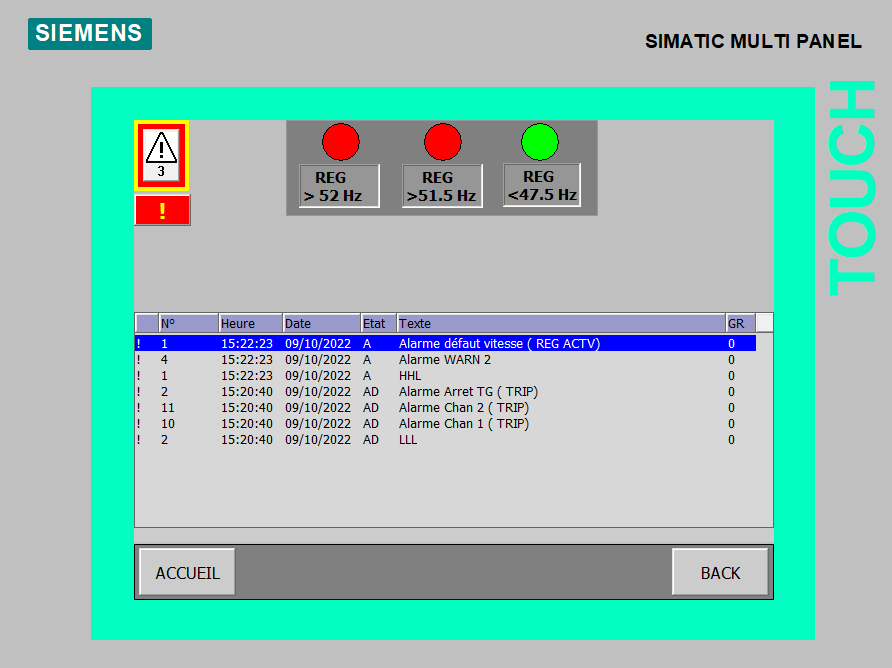 SIEMENS
SIMATIC MULTI PANEL
TOUCH
!
3
!
REG > 52 Hz
REG >51.5 Hz
REG <47.5 Hz
N° Heure Date Etat Texte GR
! 1 15:22:23 09/10/2022 A Alarme défaut vitesse ( REG ACTV) 0
! 4 15:22:23 09/10/2022 A Alarme WARN 2 0
! 1 15:22:23 09/10/2022 A HHL 0
! 2 15:20:40 09/10/2022 AD Alarme Arret TG ( TRIP) 0
! 11 15:20:40 09/10/2022 AD Alarme Chan 2 ( TRIP) 0
! 10 15:20:40 09/10/2022 AD Alarme Chan 1 ( TRIP) 0
! 2 15:20:40 09/10/2022 AD LLL 0
ACCUEIL
BACK